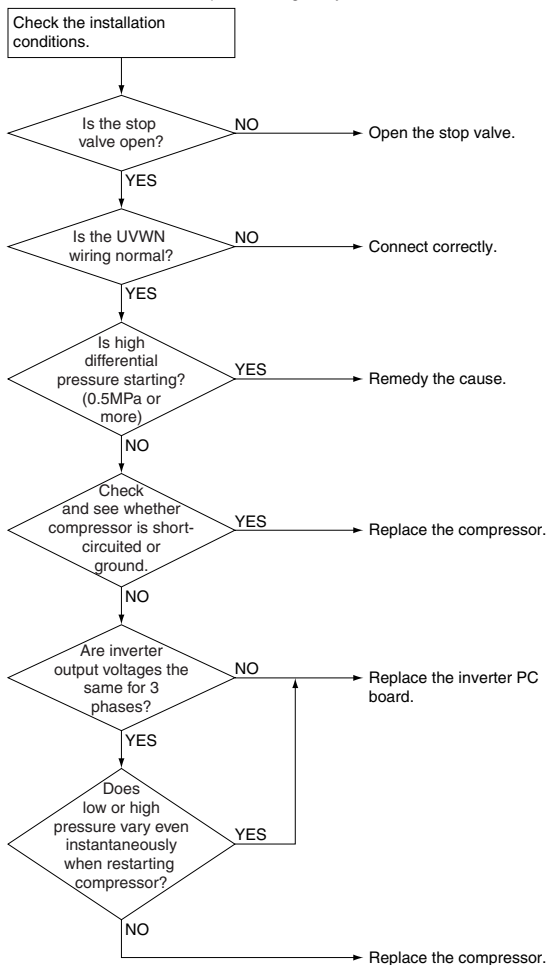 Check the installation
conditions.
Is the stop
valve open?
NO
Open the stop valve.
YES
Is the UVWN
wiring normal?
NO
Connect correctly.
YES
Is high
differential
pressure starting?
(0.5MPa or
more)
YES
Remedy the cause.
NO
Check
and see whether
compressor is short-
circuited or
ground.
YES
Replace the compressor.
NO
Are inverter
output voltages the
same for 3
phases?
NO
Replace the inverter PC
board.
YES
Does
low or high
pressure vary even
instantaneously
when restarting
compressor?
YES
NO
Replace the compressor.